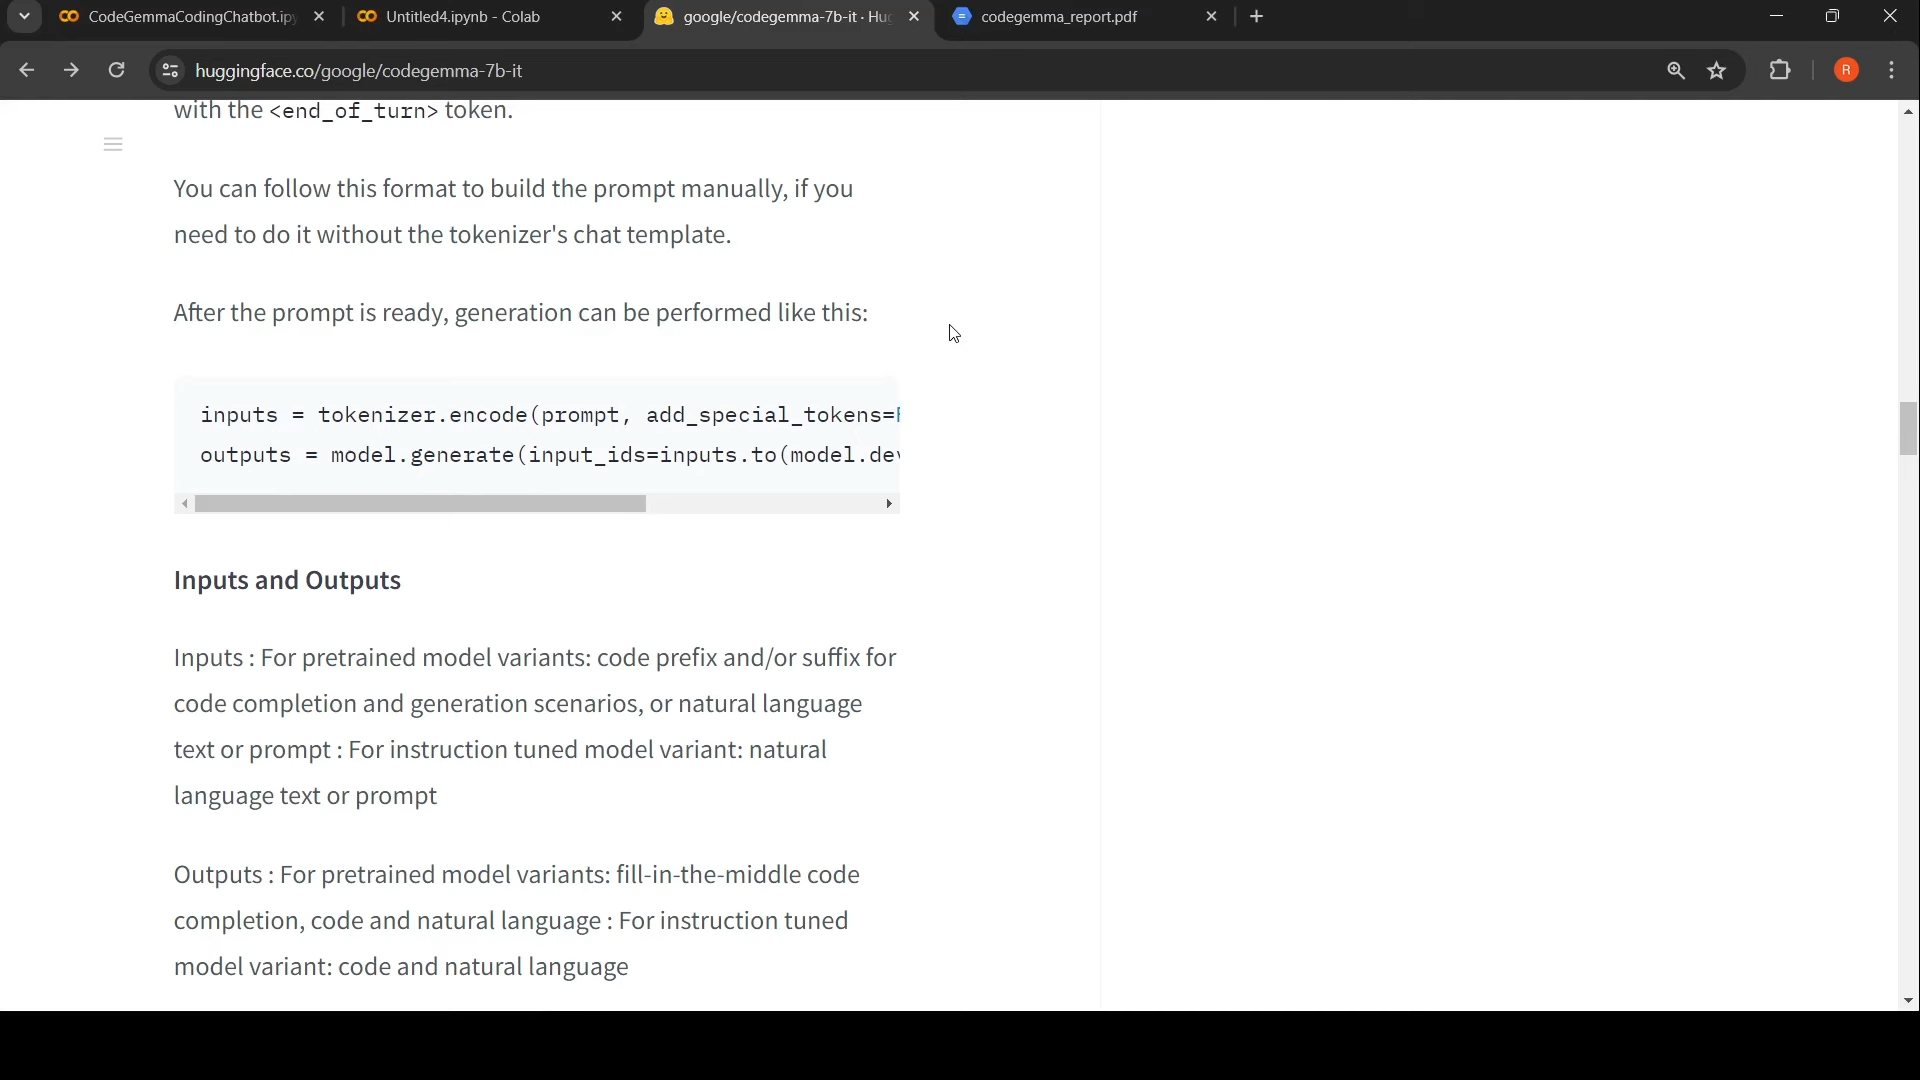 CodeGemmaCodingChatbot.ipy
Untitled4.ipynb - Colab
google/codegemma-7b-it · Hug
codegemma_report.pdf
huggingface.co/google/codegemma-7b-it
R
with the <end_of_turn> token.
You can follow this format to build the prompt manually, if you
need to do it without the tokenizer's chat template.
After the prompt is ready, generation can be performed like this:
inputs = tokenizer.encode(prompt, add_special_tokens=F
outputs = model.generate(input_ids=inputs.to(model.dev
Inputs and Outputs
Inputs : For pretrained model variants: code prefix and/or suffix for
code completion and generation scenarios, or natural language
text or prompt : For instruction tuned model variant: natural
language text or prompt
Outputs : For pretrained model variants: fill-in-the-middle code
completion, code and natural language : For instruction tuned
model variant: code and natural language